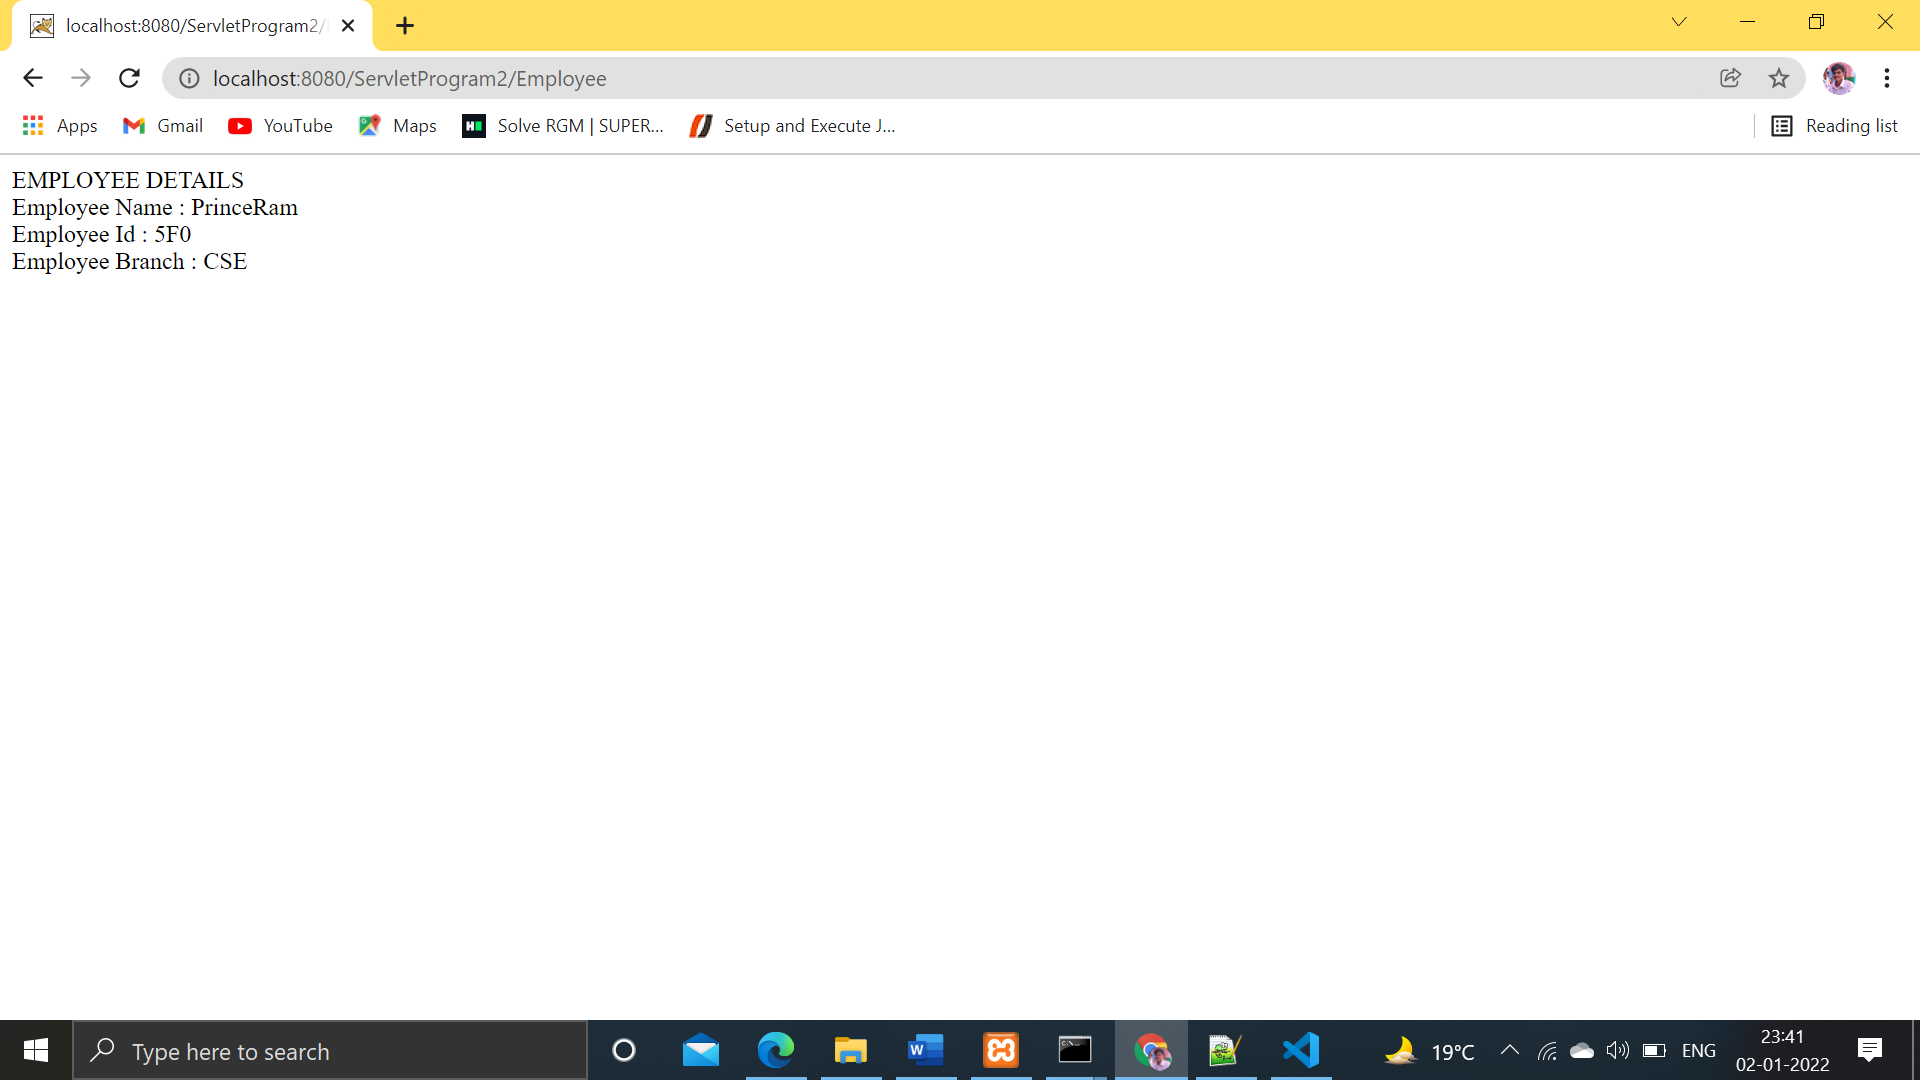 localhost:8080/ServletProgram2/
localhost:8080/ServletProgram2/Employee
Apps Gmail YouTube Maps Solve RGM | SUPER... Setup and Execute J... Reading list
EMPLOYEE DETAILS
Employee Name : PrinceRam
Employee Id : 5F0
Employee Branch : CSE
Type here to search
19°C
ENG
23:41
02-01-2022